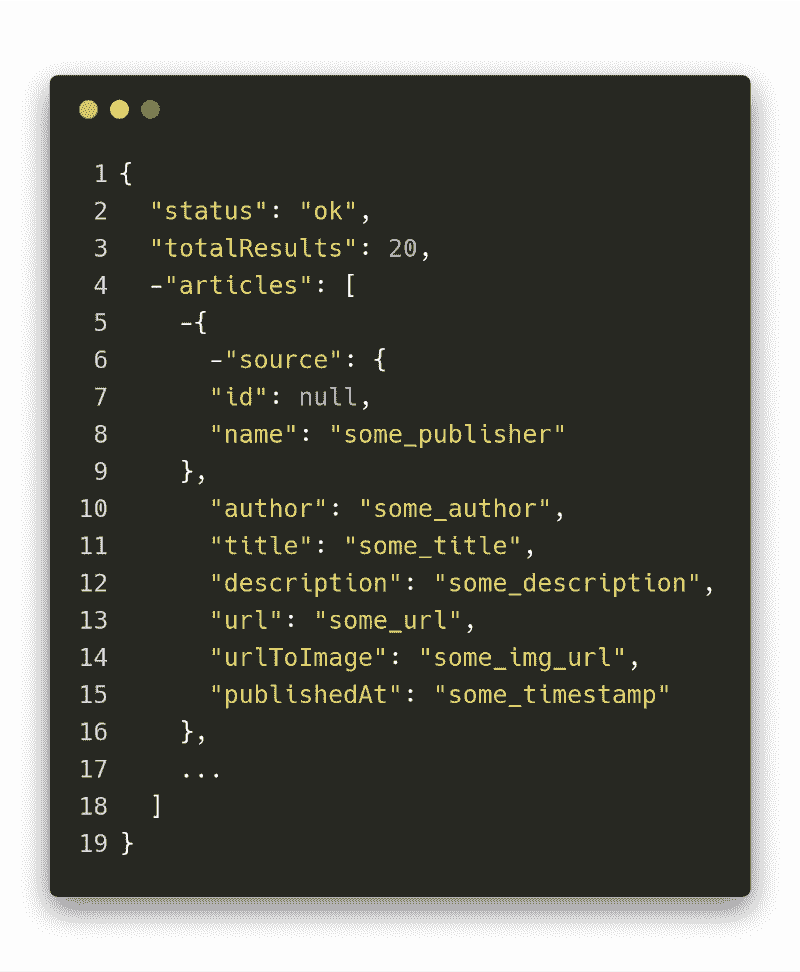 1 {
2   "status": "ok",
3   "totalResults": 20,
4   -"articles": [
5     -{
6       -"source": {
7       "id": null,
8       "name": "some_publisher"
9     },
10       "author": "some_author",
11       "title": "some_title",
12       "description": "some_description",
13       "url": "some_url",
14       "urlToImage": "some_img_url",
15       "publishedAt": "some_timestamp"
16     },
17     ...
18   ]
19 }